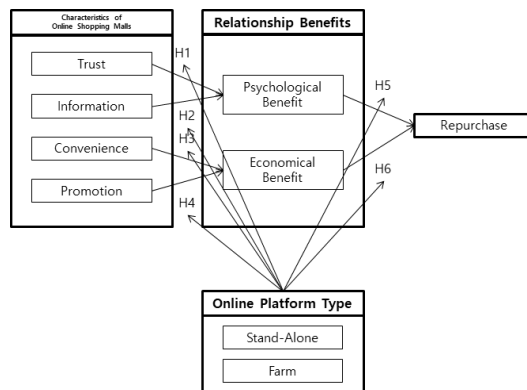 Characteristics of
Online Shopping Malls
Trust
Information
Convenience
Promotion
H1
H2
H3
H4
Relationship Benefits
Psychological
Benefit
Economical
Benefit
H5
H6
Repurchase
Online Platform Type
Stand-Alone
Farm